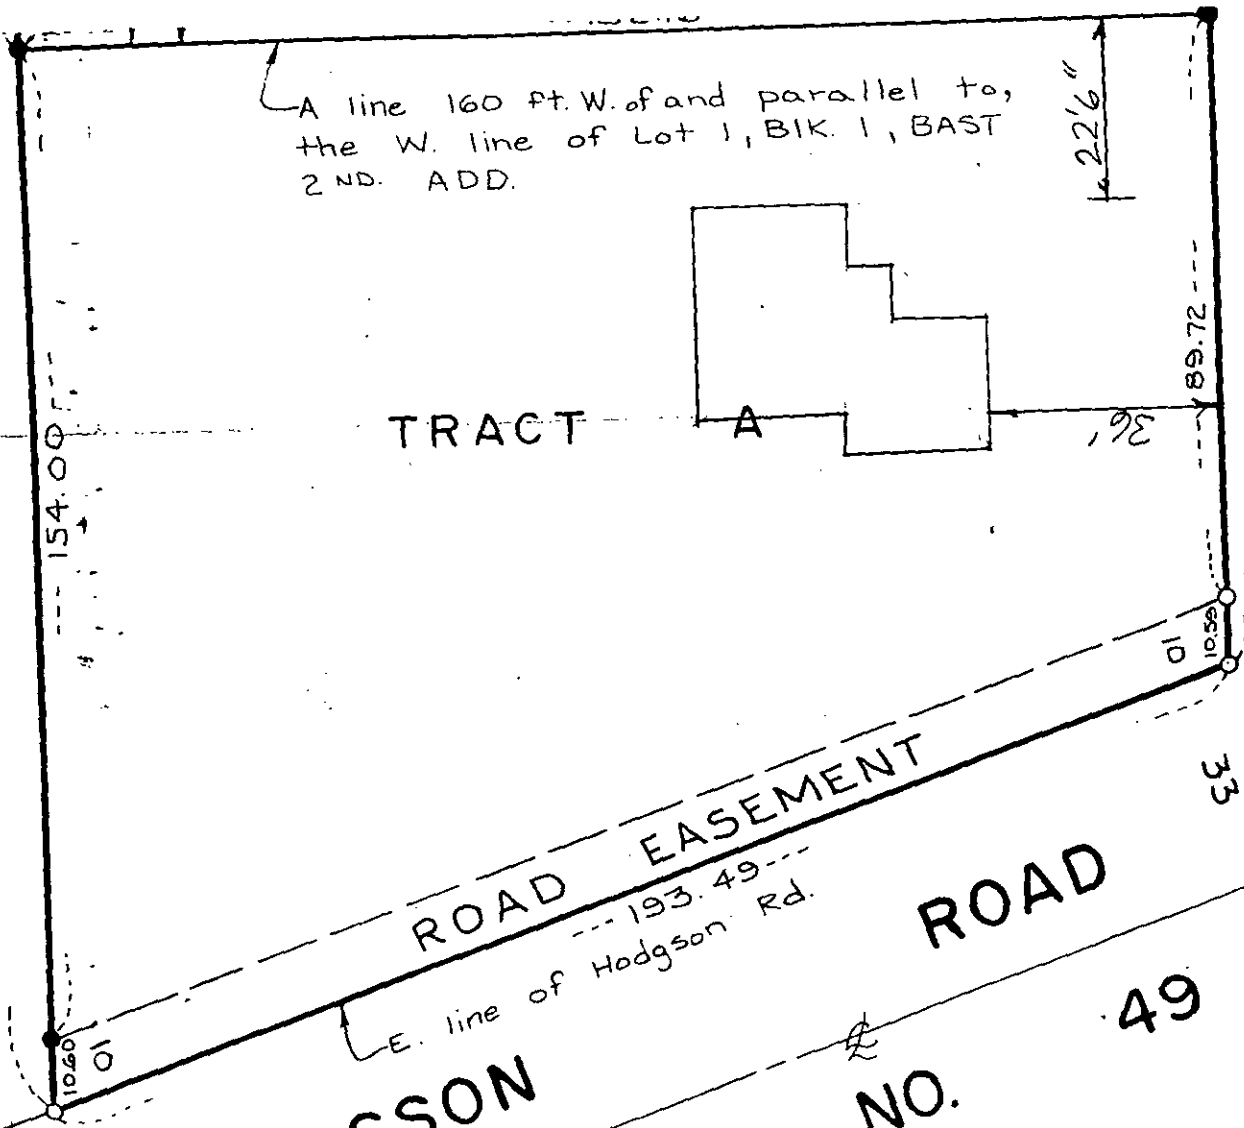 A line 160 ft. W. of and parallel to,
the W. line of Lot 1, BlK. 1, BAST
2 ND. ADD.
22'6"
89.72
36'
154.00
TRACT A
10.59
10
33
ROAD EASEMENT
193.49
E. line of Hodgson Rd.
10.60
10
ROAD
℄
NO. 49